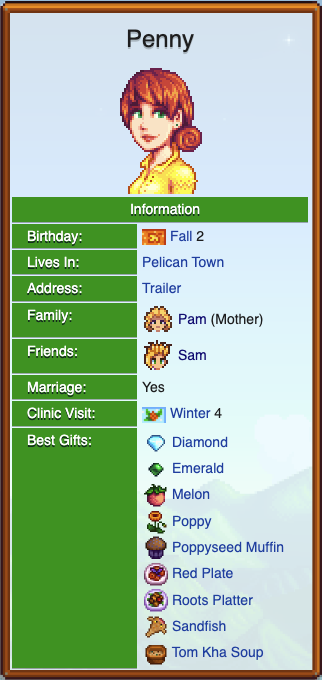 Penny
Information
Birthday: Fall 2
Lives In: Pelican Town
Address: Trailer
Family: Pam (Mother)
Friends: Sam
Marriage: Yes
Clinic Visit: Winter 4
Best Gifts: Diamond
Emerald
Melon
Poppy
Poppyseed Muffin
Red Plate
Roots Platter
Sandfish
Tom Kha Soup